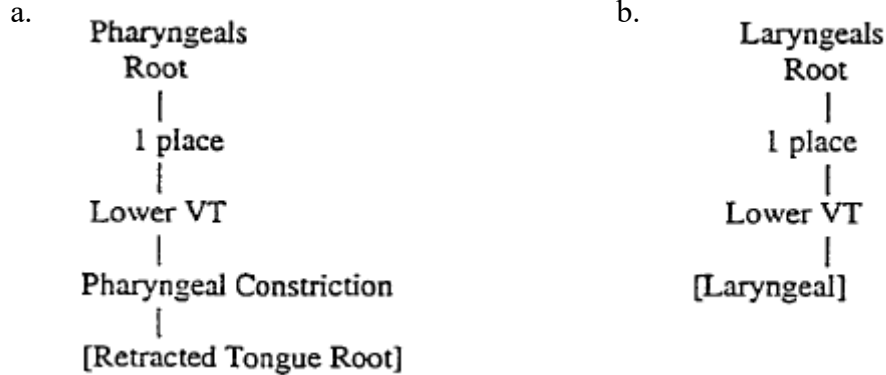 a.
Pharyngeals
Root
1 place
Lower VT
Pharyngeal Constriction
[Retracted Tongue Root]
b.
Laryngeals
Root
1 place
Lower VT
[Laryngeal]